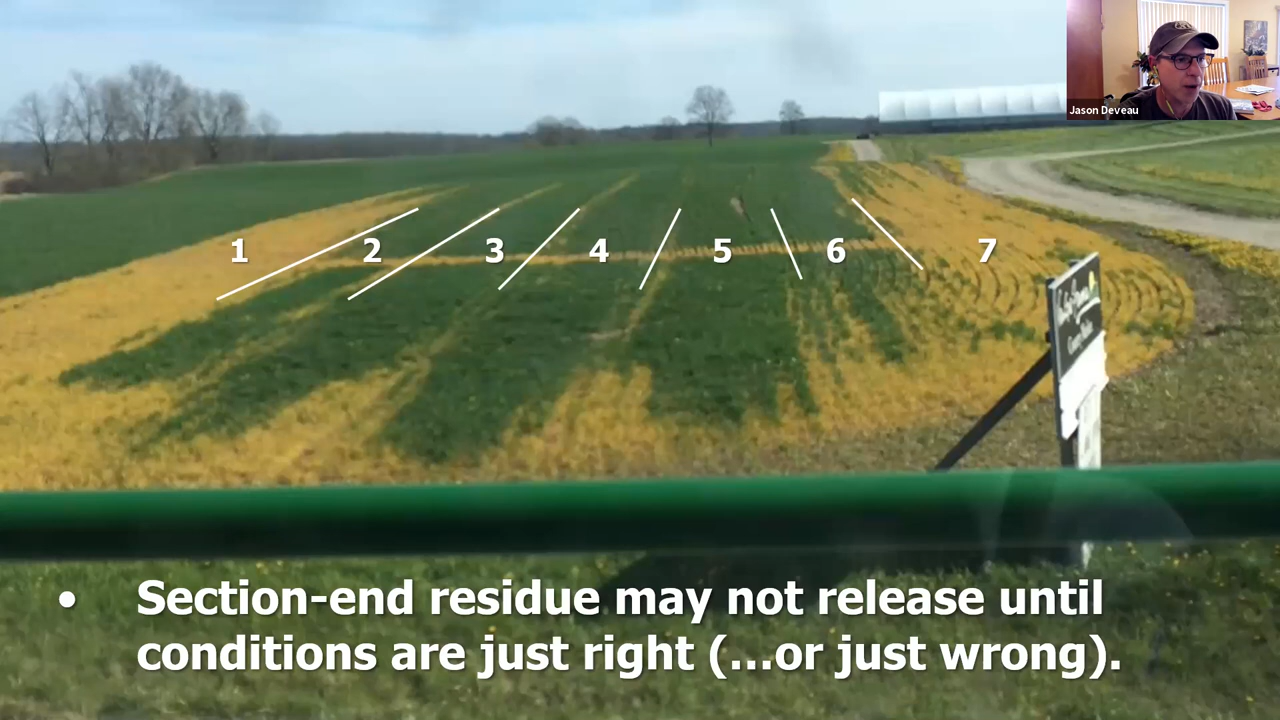 Jason Deveau
1 2 3 4 5 6 7
• Section-end residue may not release until
conditions are just right (...or just wrong).